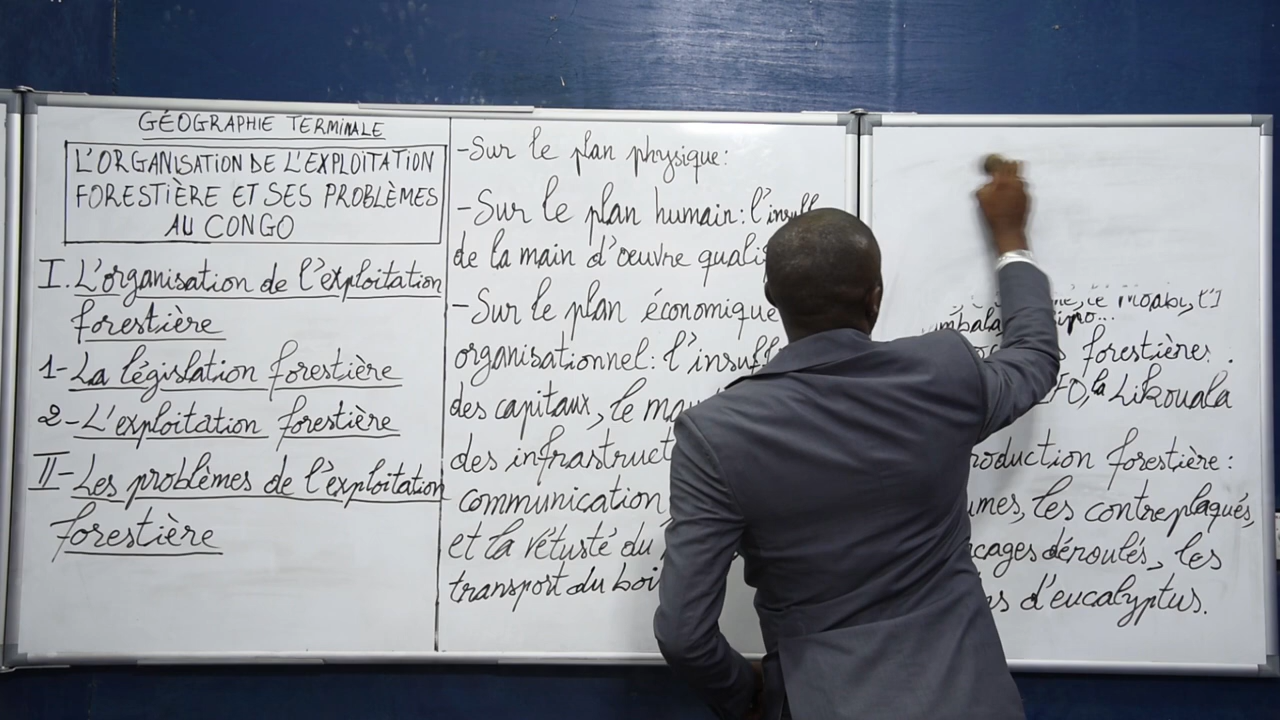 GÉOGRAPHIE TERMINALE
L'ORGANISATION DE L'EXPLOITATION
FORESTIÈRE ET SES PROBLÈMES
AU CONGO
I. L'organisation de l'exploitation
forestière
1- La législation forestière
2- L'exploitation forestière
II- Les problèmes de l'exploitation
forestière
-Sur le plan physique:
-Sur le plan humain: l'insuff
de la main d'oeuvre quali
-Sur le plan économique
organisationnel: l'insuff
des capitaux, le
des infrastruct
communication
et la vétusté du
transport du boi
le moabi,
forestières.
la Likouala
roduction forestière:
les contreplaqués,
cages déroulés, les
d'eucalyptus.